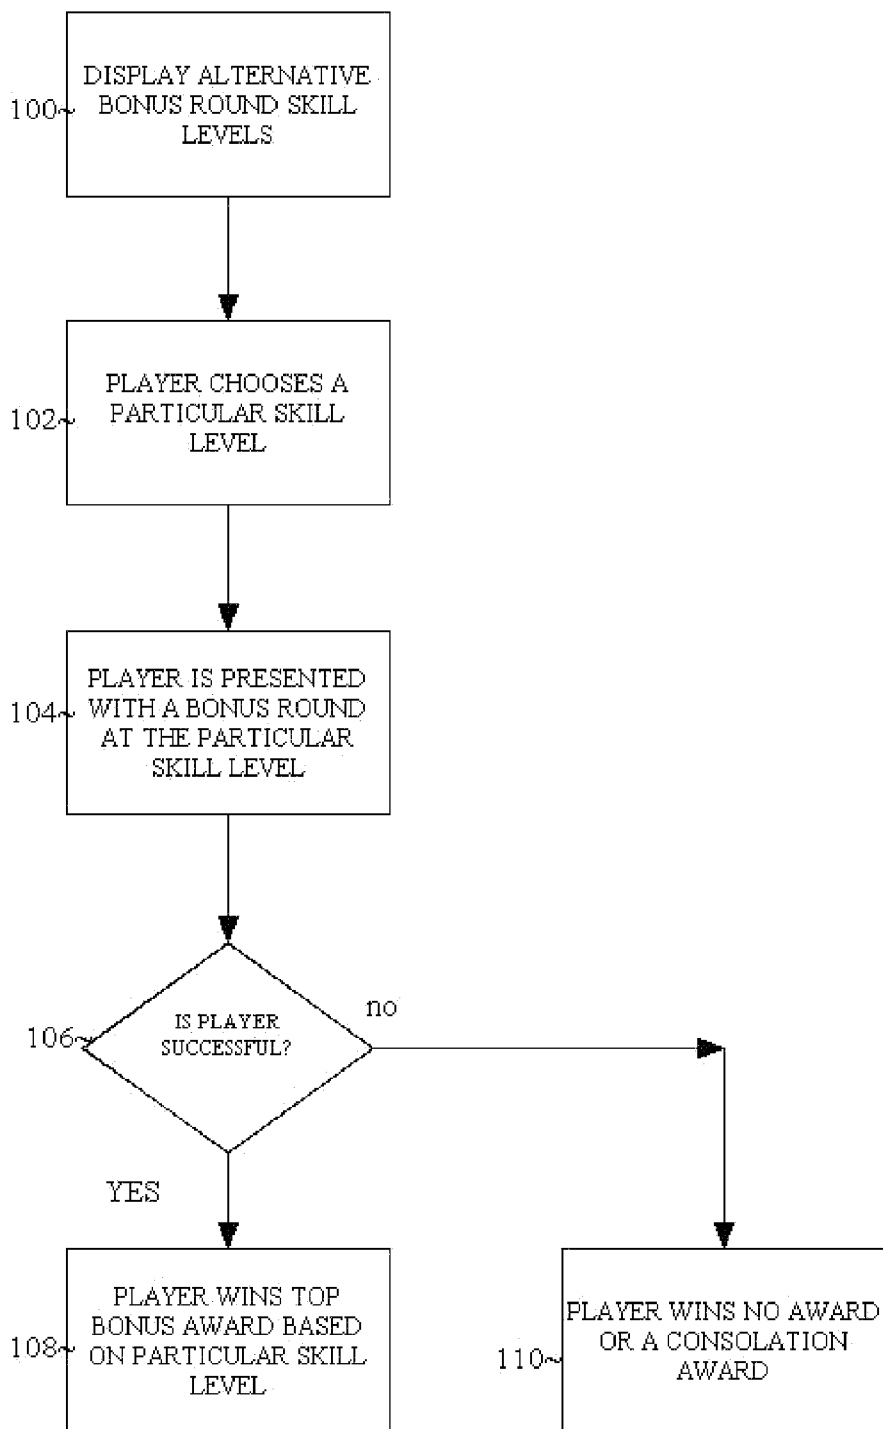 DISPLAY ALTERNATIVE
BONUS ROUND SKILL
LEVELS
100~
PLAYER CHOOSES A
PARTICULAR SKILL
LEVEL
102~
PLAYER IS PRESENTED
WITH A BONUS ROUND
AT THE PARTICULAR
SKILL LEVEL
104~
IS PLAYER
SUCCESSFUL?
106~
no
YES
PLAYER WINS TOP
BONUS AWARD BASED
ON PARTICULAR SKILL
LEVEL
108~
PLAYER WINS NO AWARD
OR A CONSOLATION
AWARD
110~